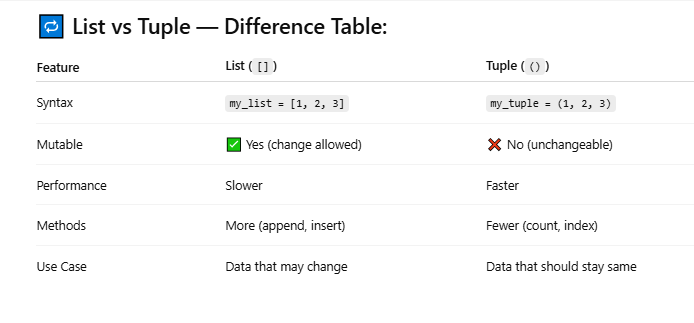 🔁 List vs Tuple — Difference Table:
Feature List ( [] ) Tuple ( () )
Syntax my_list = [1, 2, 3] my_tuple = (1, 2, 3)
Mutable ✅ Yes (change allowed) ❌ No (unchangeable)
Performance Slower Faster
Methods More (append, insert) Fewer (count, index)
Use Case Data that may change Data that should stay same